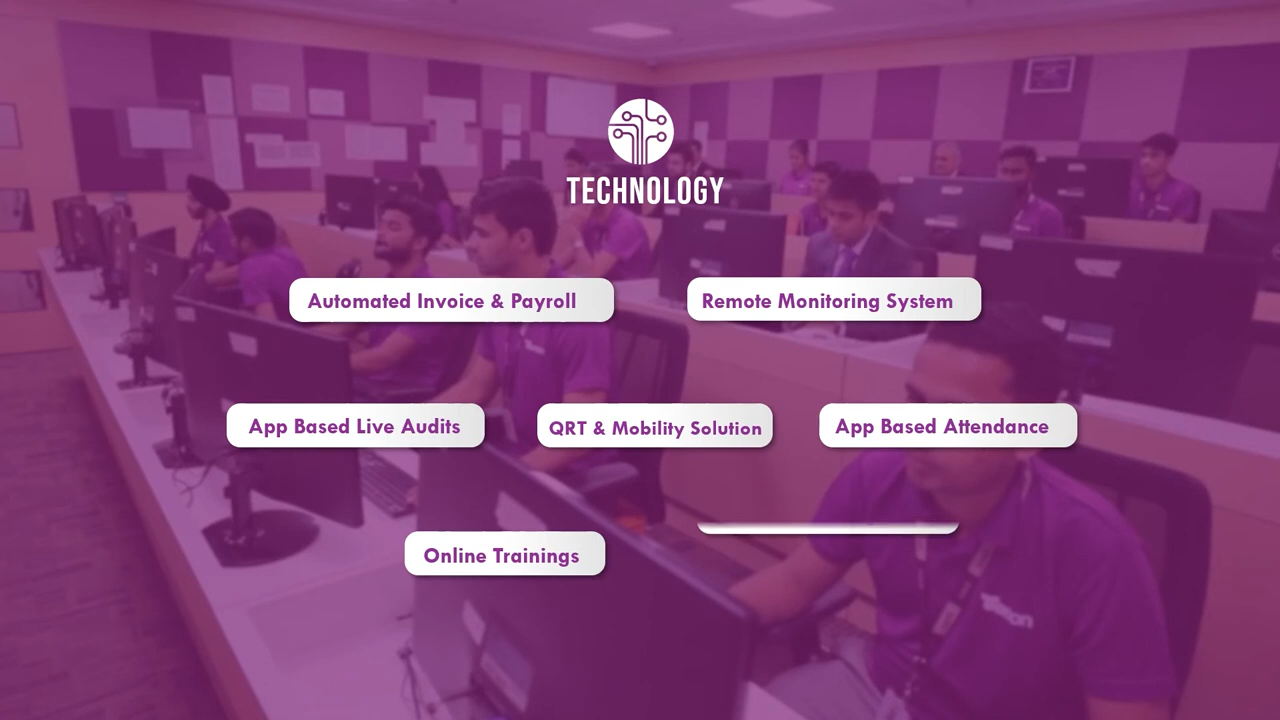 TECHNOLOGY
Automated Invoice & Payroll
Remote Monitoring System
App Based Live Audits
QRT & Mobility Solution
App Based Attendance
Online Trainings